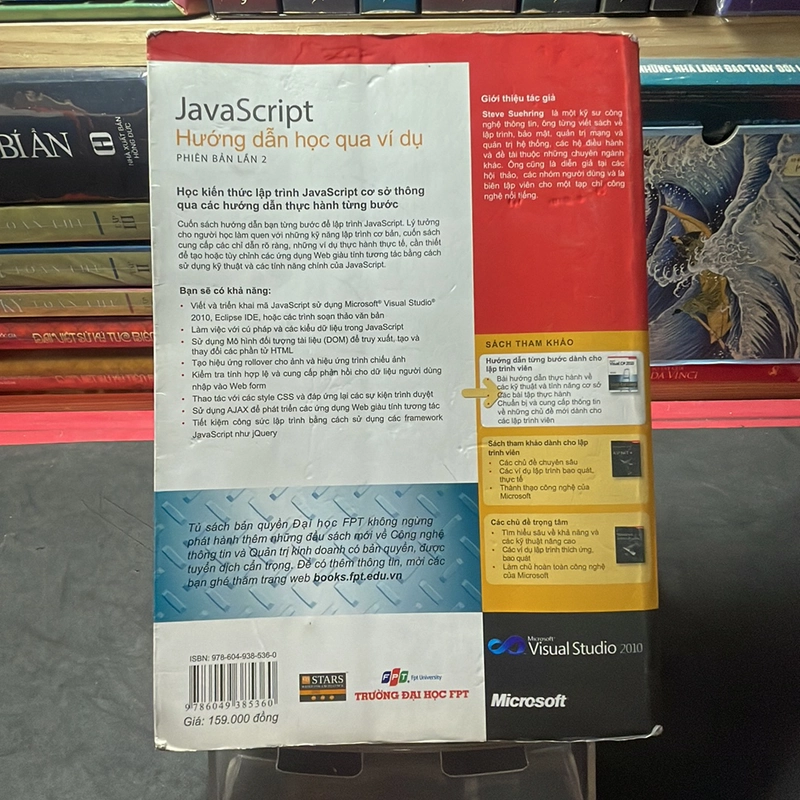 JavaScript
Hướng dẫn học qua ví dụ
PHIÊN BẢN LẦN 2
Học kiến thức lập trình JavaScript cơ sở thông
qua các hướng dẫn thực hành từng bước
Cuốn sách hướng dẫn bạn từng bước để lập trình JavaScript. Lý tưởng
cho người học làm quen với những kỹ năng lập trình cơ bản, cuốn sách
cung cấp các chỉ dẫn rõ ràng, những ví dụ thực hành thực tế, cần thiết
để tạo hoặc tùy chỉnh các ứng dụng Web giàu tính tương tác bằng cách
sử dụng kỹ thuật và các tính năng chính của JavaScript.
Bạn sẽ có khả năng:
• Viết và triển khai mã JavaScript sử dụng Microsoft® Visual Studio®
2010, Eclipse IDE, hoặc các trình soạn thảo văn bản
• Làm việc với cú pháp và các kiểu dữ liệu trong JavaScript
• Sử dụng Mô hình đối tượng tài liệu (DOM) để truy xuất, tạo và
thay đổi các phần tử HTML
• Tạo hiệu ứng rollover cho ảnh và hiệu ứng trình chiếu ảnh
• Kiểm tra tính hợp lệ và cung cấp phản hồi cho dữ liệu người dùng
nhập vào Web form
• Thao tác với các style CSS và đáp ứng lại các sự kiện trình duyệt
• Sử dụng AJAX để phát triển các ứng dụng Web giàu tính tương tác
• Tiết kiệm công sức lập trình bằng cách sử dụng các framework
JavaScript như jQuery
Tủ sách bản quyền Đại học FPT không ngừng
phát hành thêm những đầu sách mới về Công nghệ
thông tin và Quản trị kinh doanh có bản quyền, được
tuyển dịch cẩn trọng. Để có thêm thông tin, mời các
bạn ghé thăm trang web books.fpt.edu.vn
ISBN: 978-604-938-536-0
9 786049 385360
Giá: 159.000 đồng
STARS
FPT Fpt University
TRƯỜNG ĐẠI HỌC FPT
Giới thiệu tác giả
Steve Suehring là một kỹ sư công
nghệ thông tin, ông từng viết sách về
lập trình, bảo mật, quản trị mạng và
quản trị hệ thống, các hệ điều hành
và đề tài thuộc những chuyên ngành
khác. Ông cũng là diễn giả tại các
hội thảo, các nhóm người dùng và là
biên tập viên cho một tạp chí công
nghệ nổi tiếng.
SÁCH THAM KHẢO
Hướng dẫn từng bước dành cho
lập trình viên
• Bài hướng dẫn thực hành về
các kỹ thuật và tính năng cơ sở
• Các bài tập thực hành
• Chuẩn bị và cung cấp thông tin
về những chủ đề mới dành cho
các lập trình viên
Sách tham khảo dành cho lập
trình viên
• Các chủ đề chuyên sâu
• Các ví dụ lập trình bao quát,
thực tế
• Thành thạo công nghệ của
Microsoft
Các chủ đề trọng tâm
• Tìm hiểu sâu về khả năng và
các kỹ thuật nâng cao
• Các ví dụ lập trình thích ứng,
bao quát
• Làm chủ hoàn toàn công nghệ
của Microsoft
Microsoft
Visual Studio 2010
Microsoft
BÍ ẨN
NHÀ XUẤT BẢN
HỒNG ĐỨC
NHỮNG NHÀ LÃNH ĐẠO THAY ĐỔI
DA VINCI